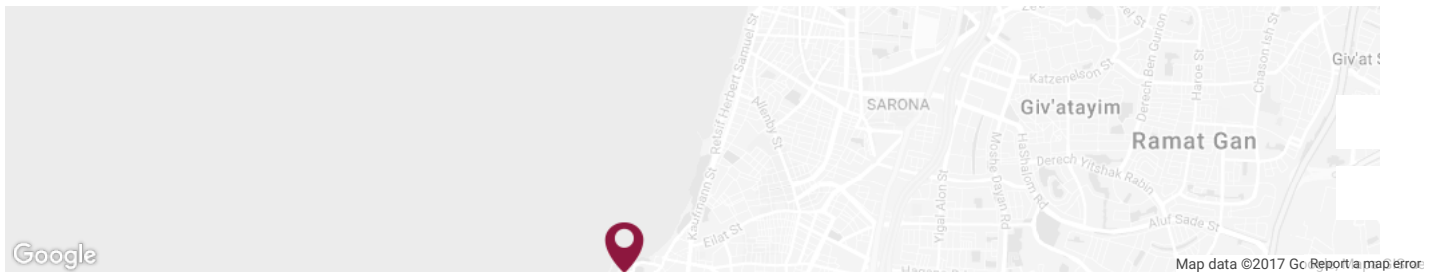 Retsif Herbert Samuel St
Allenby St
SARONA
Katzenelson St
Giv'atayim
Derech Ben Gurion
Haroe St
Chason Ish St
Giv'at
Ramat Gan
Derech Yitshak Rabin
Moshe Dayan Rd
HaShalom Rd
Yigal Alon St
Aluf Sade St
Kaufmann St
Eilat St
Google
Map data ©2017
Report a map error